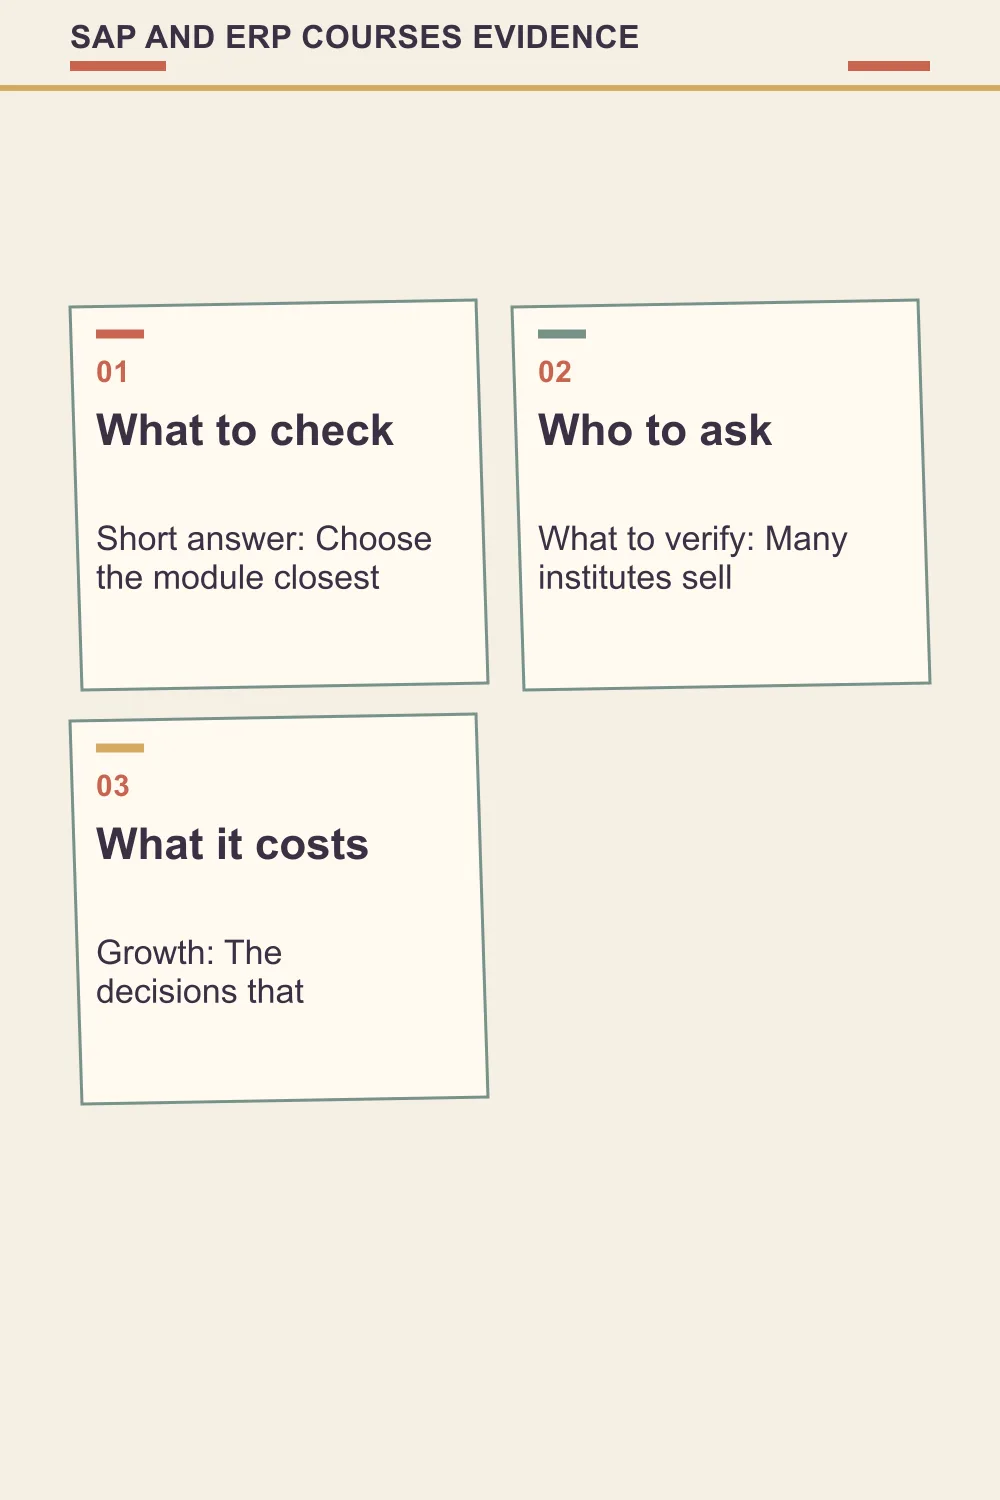 SAP AND ERP COURSES EVIDENCE
01
What to check
Short answer: Choose
the module closest
02
Who to ask
What to verify: Many
institutes sell
03
What it costs
Growth: The
decisions that